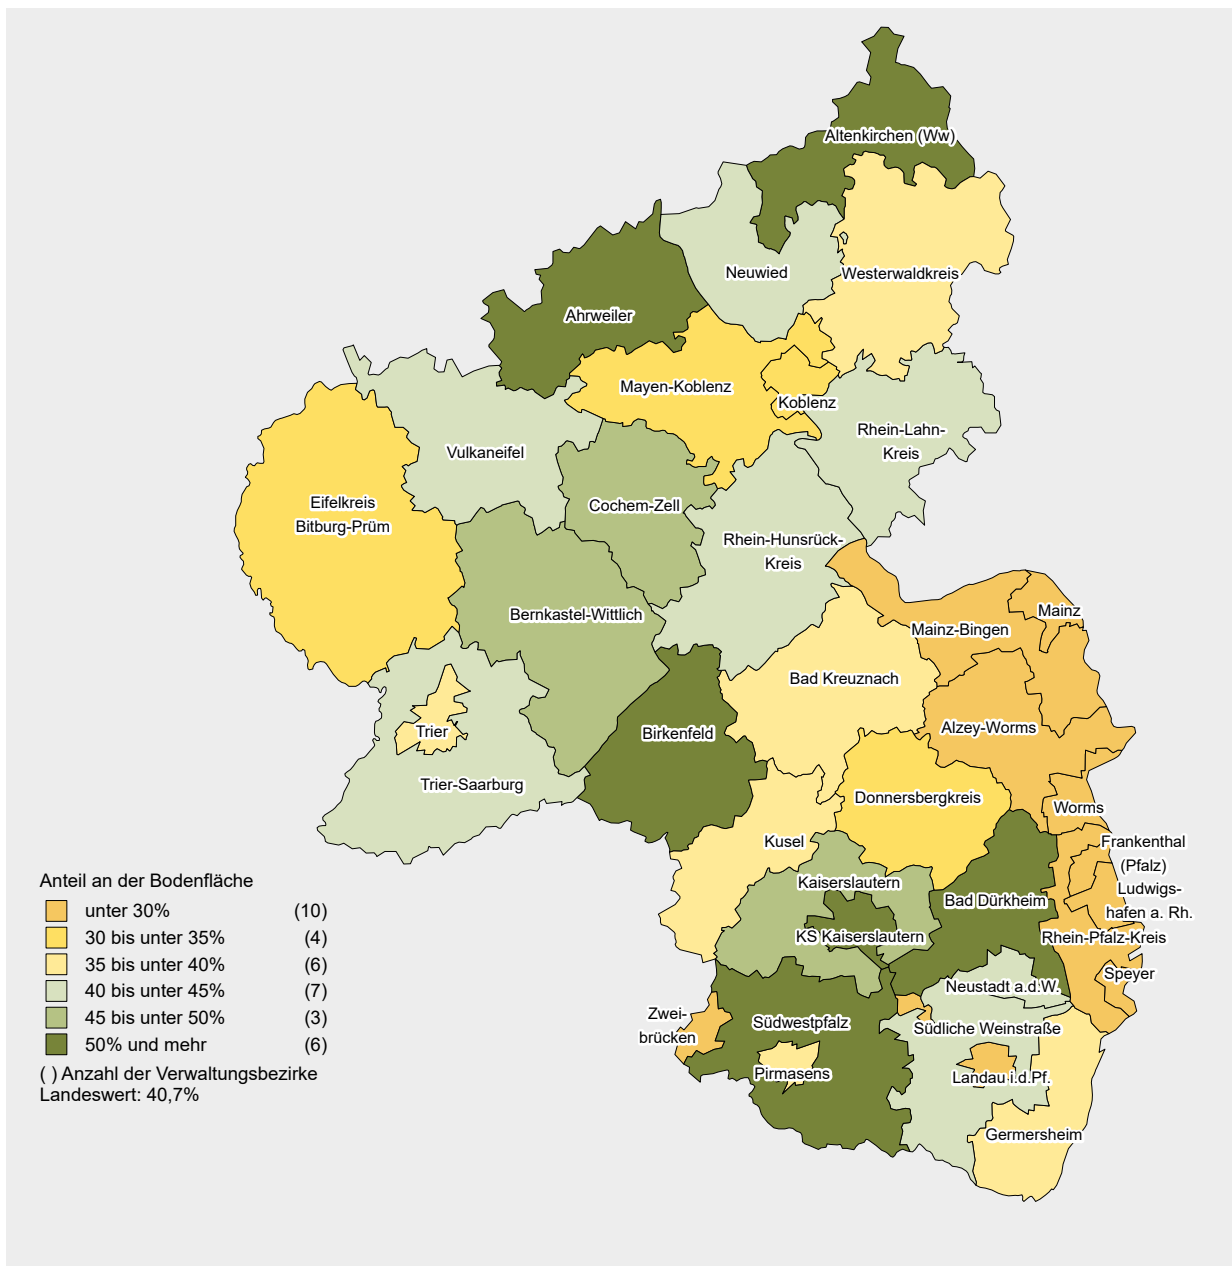 Altenkirchen (Ww)
Neuwied
Westerwaldkreis
Ahrweiler
Mayen-Koblenz
Koblenz
Rhein-Lahn-
Kreis
Vulkaneifel
Eifelkreis
Bitburg-Prüm
Cochem-Zell
Rhein-Hunsrück-
Kreis
Bernkastel-Wittlich
Mainz
Mainz-Bingen
Bad Kreuznach
Trier
Birkenfeld
Alzey-Worms
Trier-Saarburg
Donnersbergkreis
Worms
Kusel
Frankenthal
(Pfalz)
Kaiserslautern
Ludwigs-
hafen a. Rh.
Bad Dürkheim
KS Kaiserslautern
Rhein-Pfalz-Kreis
Speyer
Neustadt a.d.W.
Zwei-
brücken
Südwestpfalz
Südliche Weinstraße
Pirmasens
Landau i.d.Pf.
Germersheim
Anteil an der Bodenfläche
unter 30% (10)
30 bis unter 35% (4)
35 bis unter 40% (6)
40 bis unter 45% (7)
45 bis unter 50% (3)
50% und mehr (6)
( ) Anzahl der Verwaltungsbezirke
Landeswert: 40,7%